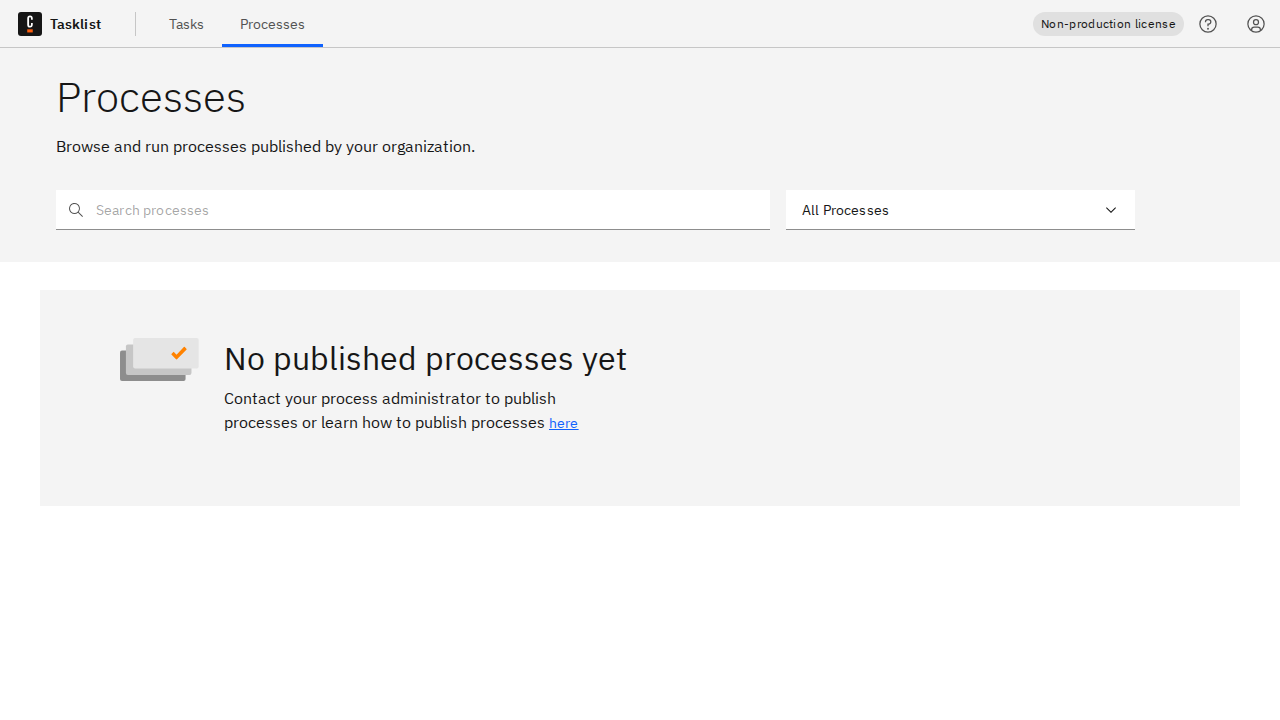 Tasklist
Tasks
Processes
Non-production license
Processes
Browse and run processes published by your organization.
Search processes
All Processes
No published processes yet
Contact your process administrator to publish
processes or learn how to publish processes here